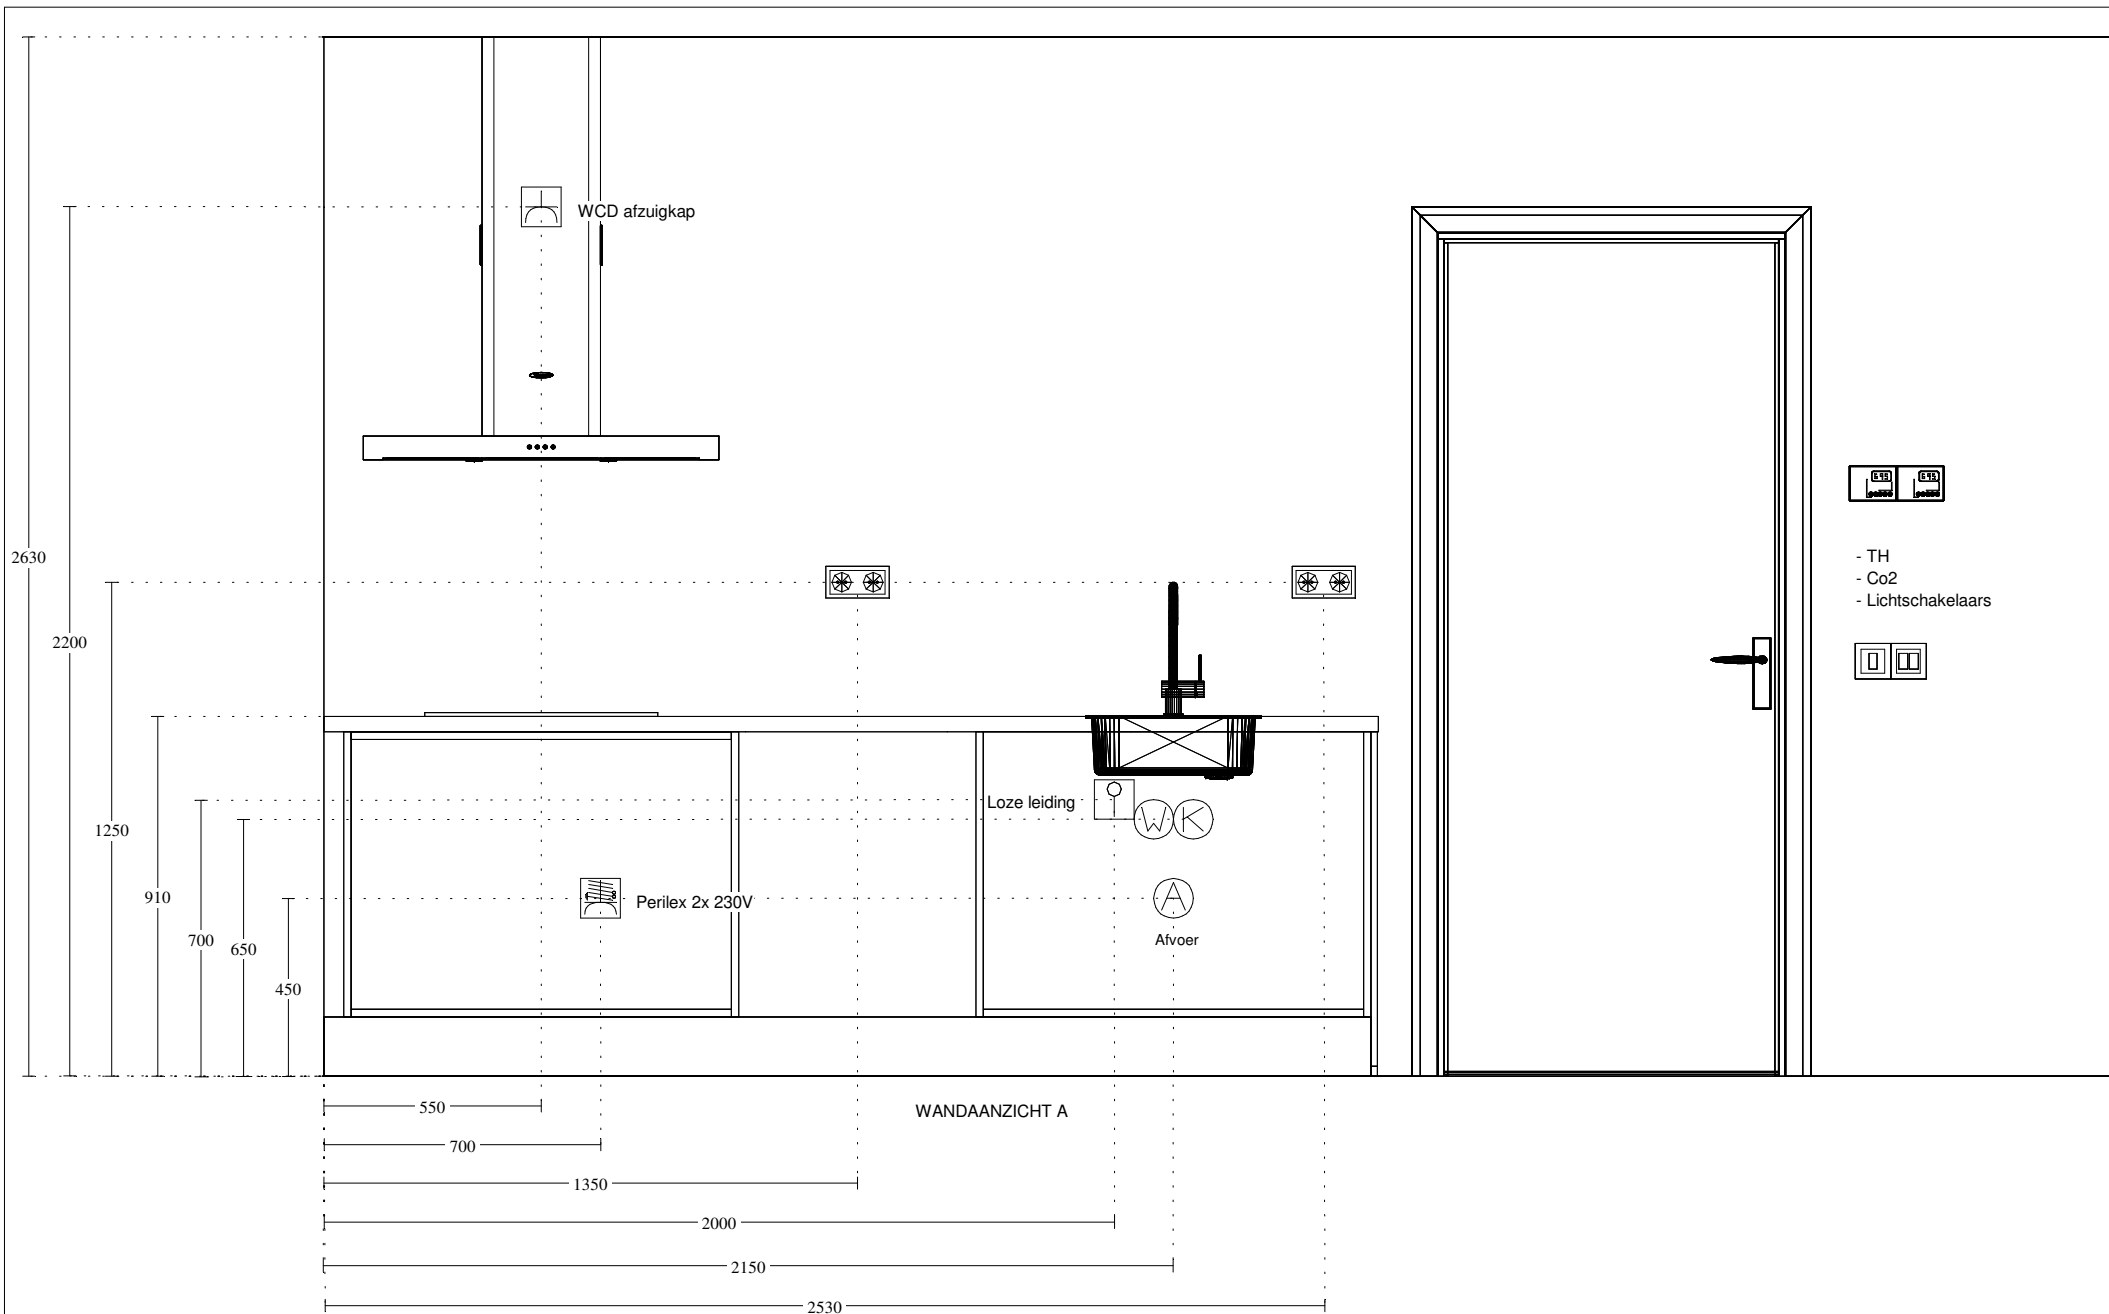 WCD afzuigkap
2630
- TH
- Co2
- Lichtschakelaars
2200
1250
Loze leiding
W K
910
Perilex 2x 230V
A
700
650
Afvoer
450
550
WANDAANZICHT A
700
1350
2000
2150
2530